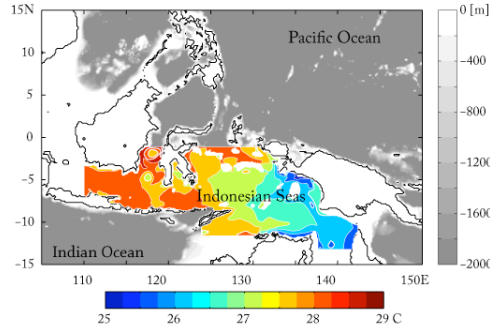 15N
10
5
0
−5
−10
−15
Pacific Ocean
Indonesian Seas
Indian Ocean
110 120 130 140 150E
0 [m]
-400
-800
-1200
-1600
-2000
25 26 27 28 29 C